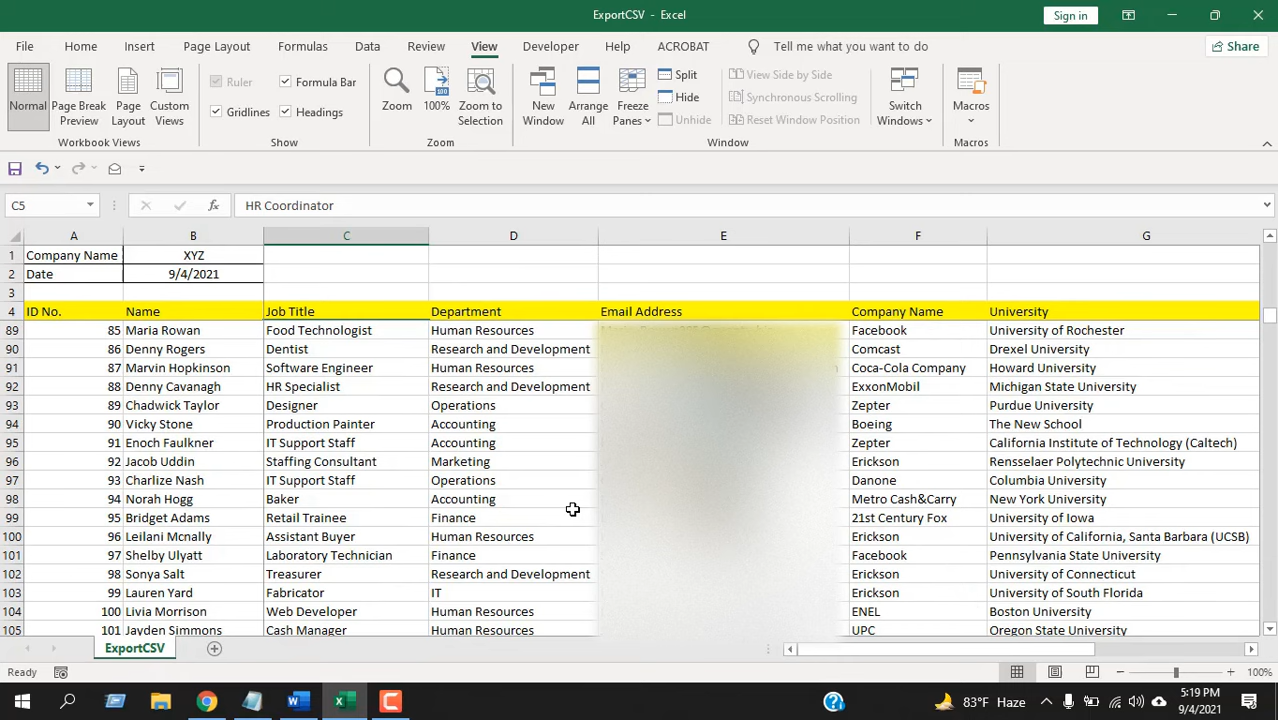 ExportCSV - Excel
Sign in
File Home Insert Page Layout Formulas Data Review View Developer Help ACROBAT Tell me what you want to do Share
Normal
Page Break Preview
Page Layout
Custom Views
Ruler
Formula Bar
Gridlines
Headings
Zoom
100%
Zoom to Selection
New Window
Arrange All
Freeze Panes
Split
Hide
Unhide
View Side by Side
Synchronous Scrolling
Reset Window Position
Switch Windows
Macros
Workbook Views Show Zoom Window Macros
C5 fx HR Coordinator
A B C D E F G
1 Company Name XYZ
2 Date 9/4/2021
3
4 ID No. Name Job Title Department Email Address Company Name University
89 85 Maria Rowan Food Technologist Human Resources Facebook University of Rochester
90 86 Denny Rogers Dentist Research and Development Comcast Drexel University
91 87 Marvin Hopkinson Software Engineer Human Resources Coca-Cola Company Howard University
92 88 Denny Cavanagh HR Specialist Research and Development ExxonMobil Michigan State University
93 89 Chadwick Taylor Designer Operations Zepter Purdue University
94 90 Vicky Stone Production Painter Accounting Boeing The New School
95 91 Enoch Faulkner IT Support Staff Accounting Zepter California Institute of Technology (Caltech)
96 92 Jacob Uddin Staffing Consultant Marketing Erickson Rensselaer Polytechnic University
97 93 Charlize Nash IT Support Staff Operations Danone Columbia University
98 94 Norah Hogg Baker Accounting Metro Cash&Carry New York University
99 95 Bridget Adams Retail Trainee Finance 21st Century Fox University of Iowa
100 96 Leilani Mcnally Assistant Buyer Human Resources Erickson University of California, Santa Barbara (UCSB)
101 97 Shelby Ulyatt Laboratory Technician Finance Facebook Pennsylvania State University
102 98 Sonya Salt Treasurer Research and Development Erickson University of Connecticut
103 99 Lauren Yard Fabricator IT Erickson University of South Florida
104 100 Livia Morrison Web Developer Human Resources ENEL Boston University
105 101 Jayden Simmons Cash Manager Human Resources UPC Oregon State University
ExportCSV
Ready 100%
83°F Haze
5:19 PM
9/4/2021